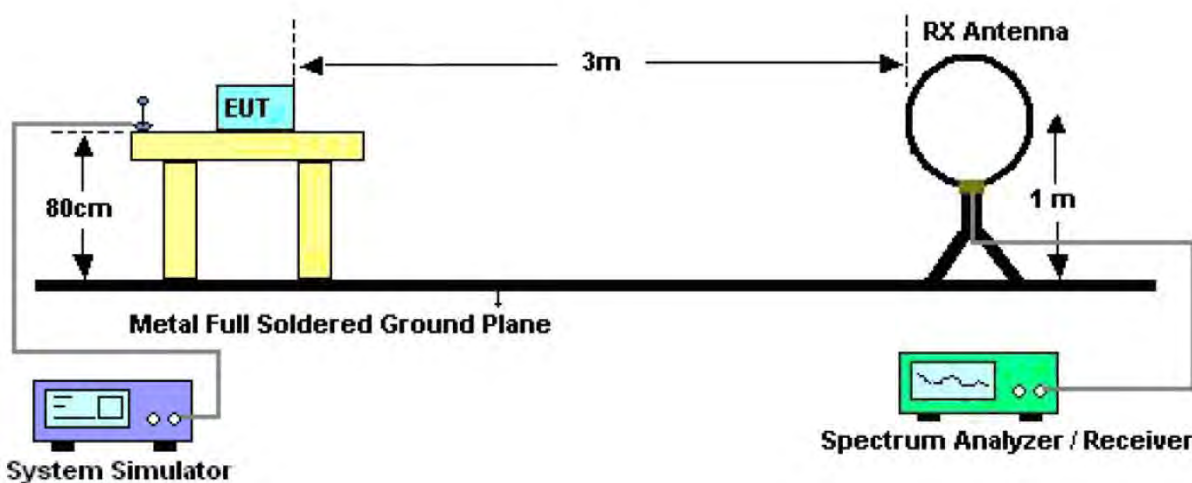 RX Antenna
3m
EUT
80cm
1 m
Metal Full Soldered Ground Plane
System Simulator
Spectrum Analyzer / Receiver